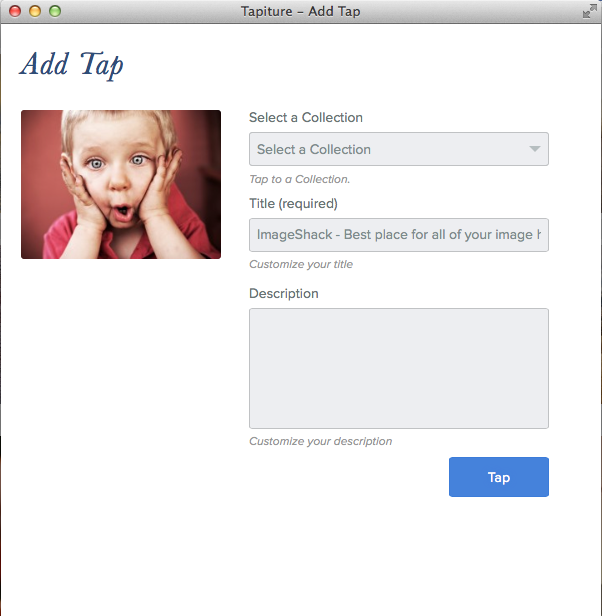 Tapiture – Add Tap
Add Tap
Select a Collection
Select a Collection
Tap to a Collection.
Title (required)
ImageShack - Best place for all of your image h
Customize your title
Description
Customize your description
Tap